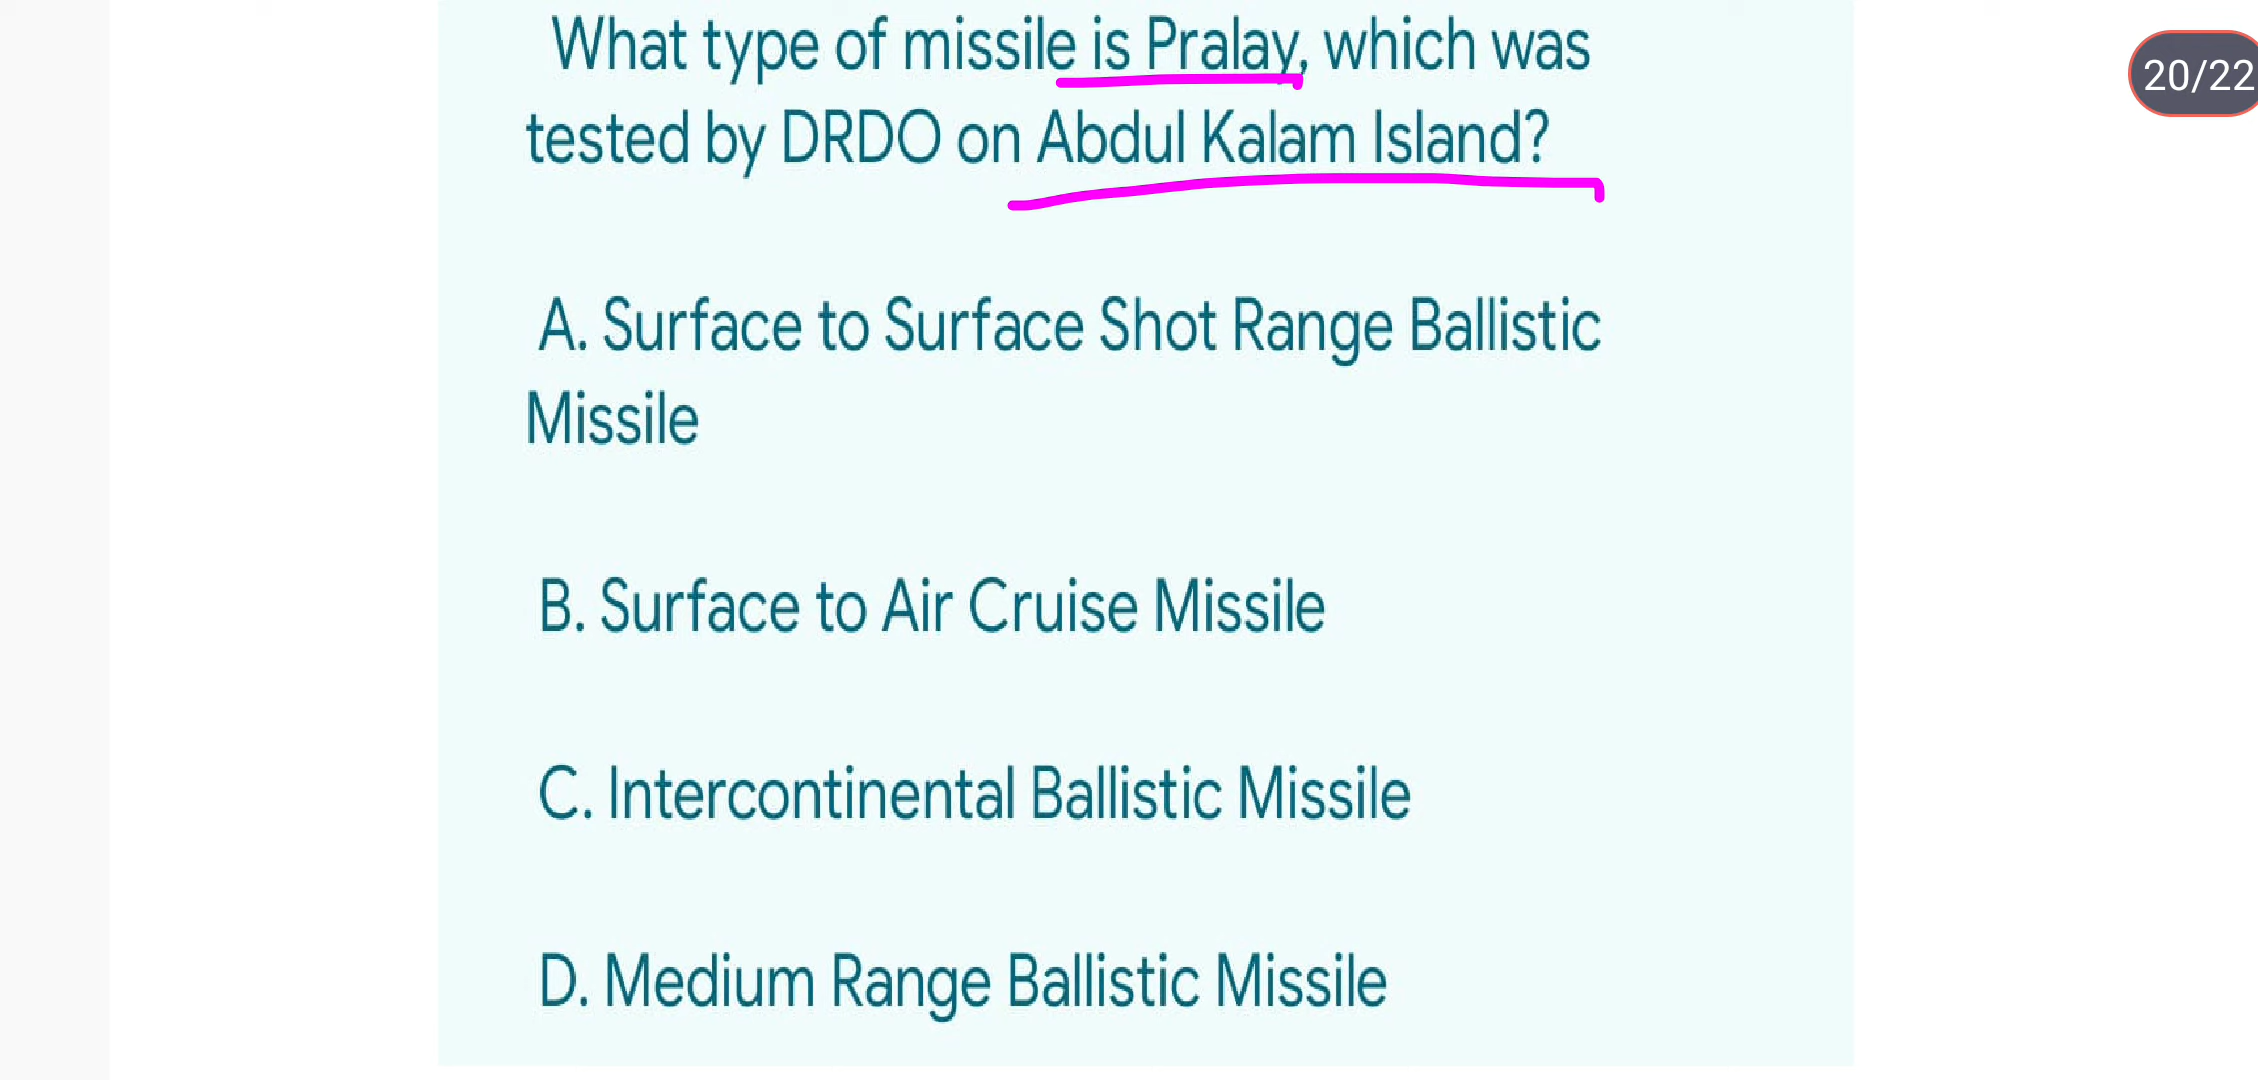 What type of missile is Pralay, which was
20/22
tested by DRDO on Abdul Kalam Island?
A. Surface to Surface Shot Range Ballistic
Missile
B. Surface to Air Cruise Missile
C. Intercontinental Ballistic Missile
D. Medium Range Ballistic Missile